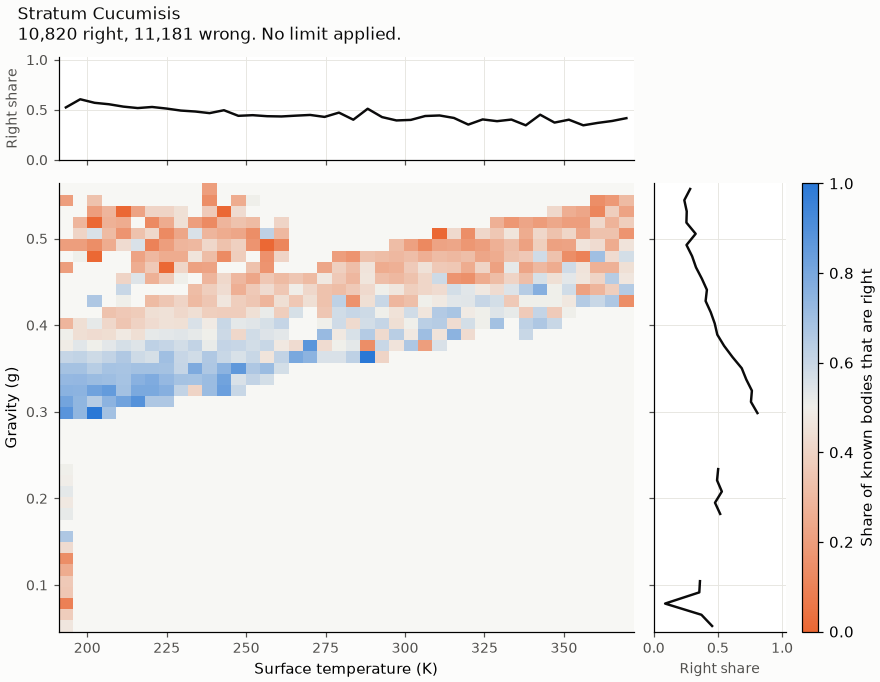 Stratum Cucumisis
10,820 right, 11,181 wrong. No limit applied.
1.0
0.5
0.0
Right share
0.5
0.4
0.3
0.2
0.1
Gravity (g)
200 225 250 275 300 325 350
Surface temperature (K)
0.0 0.5 1.0
Right share
1.0
0.8
0.6
0.4
0.2
0.0
Share of known bodies that are right